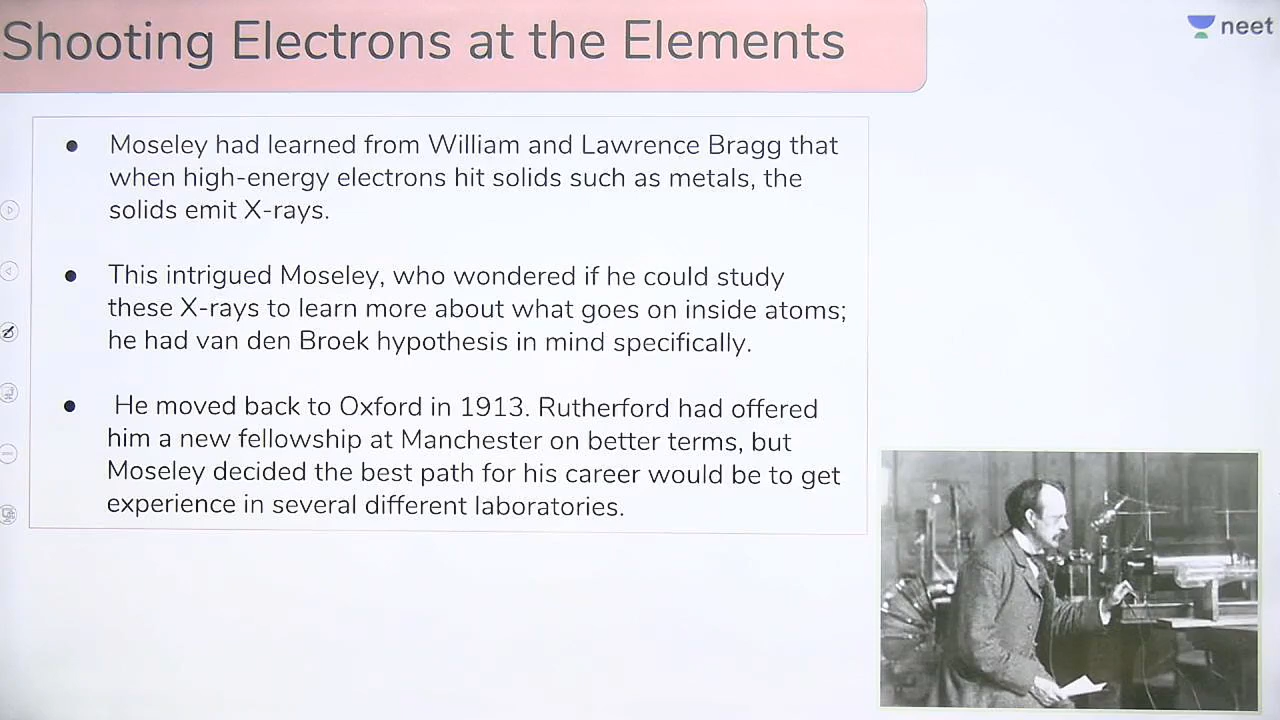 Shooting Electrons at the Elements
neet
● Moseley had learned from William and Lawrence Bragg that
when high-energy electrons hit solids such as metals, the
solids emit X-rays.
● This intrigued Moseley, who wondered if he could study
these X-rays to learn more about what goes on inside atoms;
he had van den Broek hypothesis in mind specifically.
● He moved back to Oxford in 1913. Rutherford had offered
him a new fellowship at Manchester on better terms, but
Moseley decided the best path for his career would be to get
experience in several different laboratories.